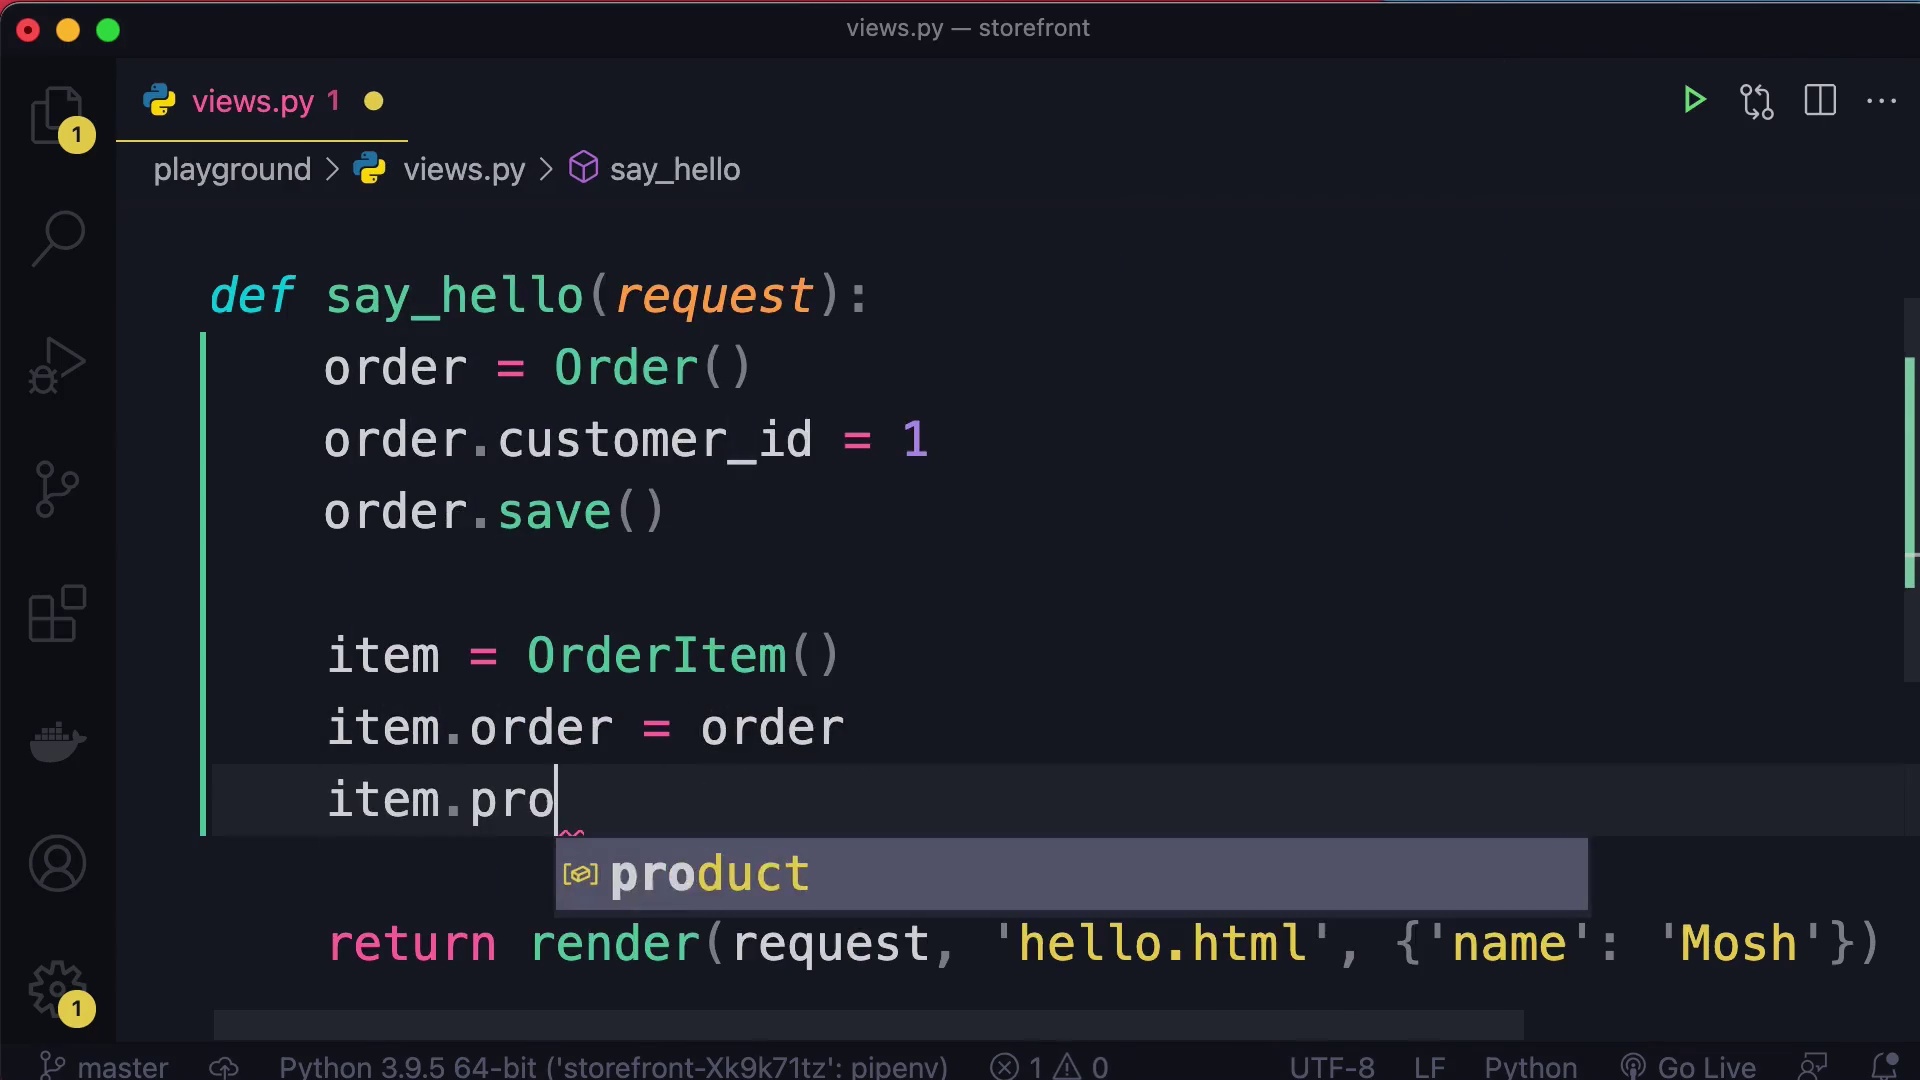 views.py — storefront
views.py 1
1
playground > views.py > say_hello
def say_hello(request):
order = Order()
order.customer_id = 1
order.save()
item = OrderItem()
item.order = order
item.pro
product
return render(request, 'hello.html', {'name': 'Mosh'})
1
master Python 3.9.5 64-bit ('storefront-Xk9k71tz': pipenv) 1 0 UTF-8 LF Python Go Live